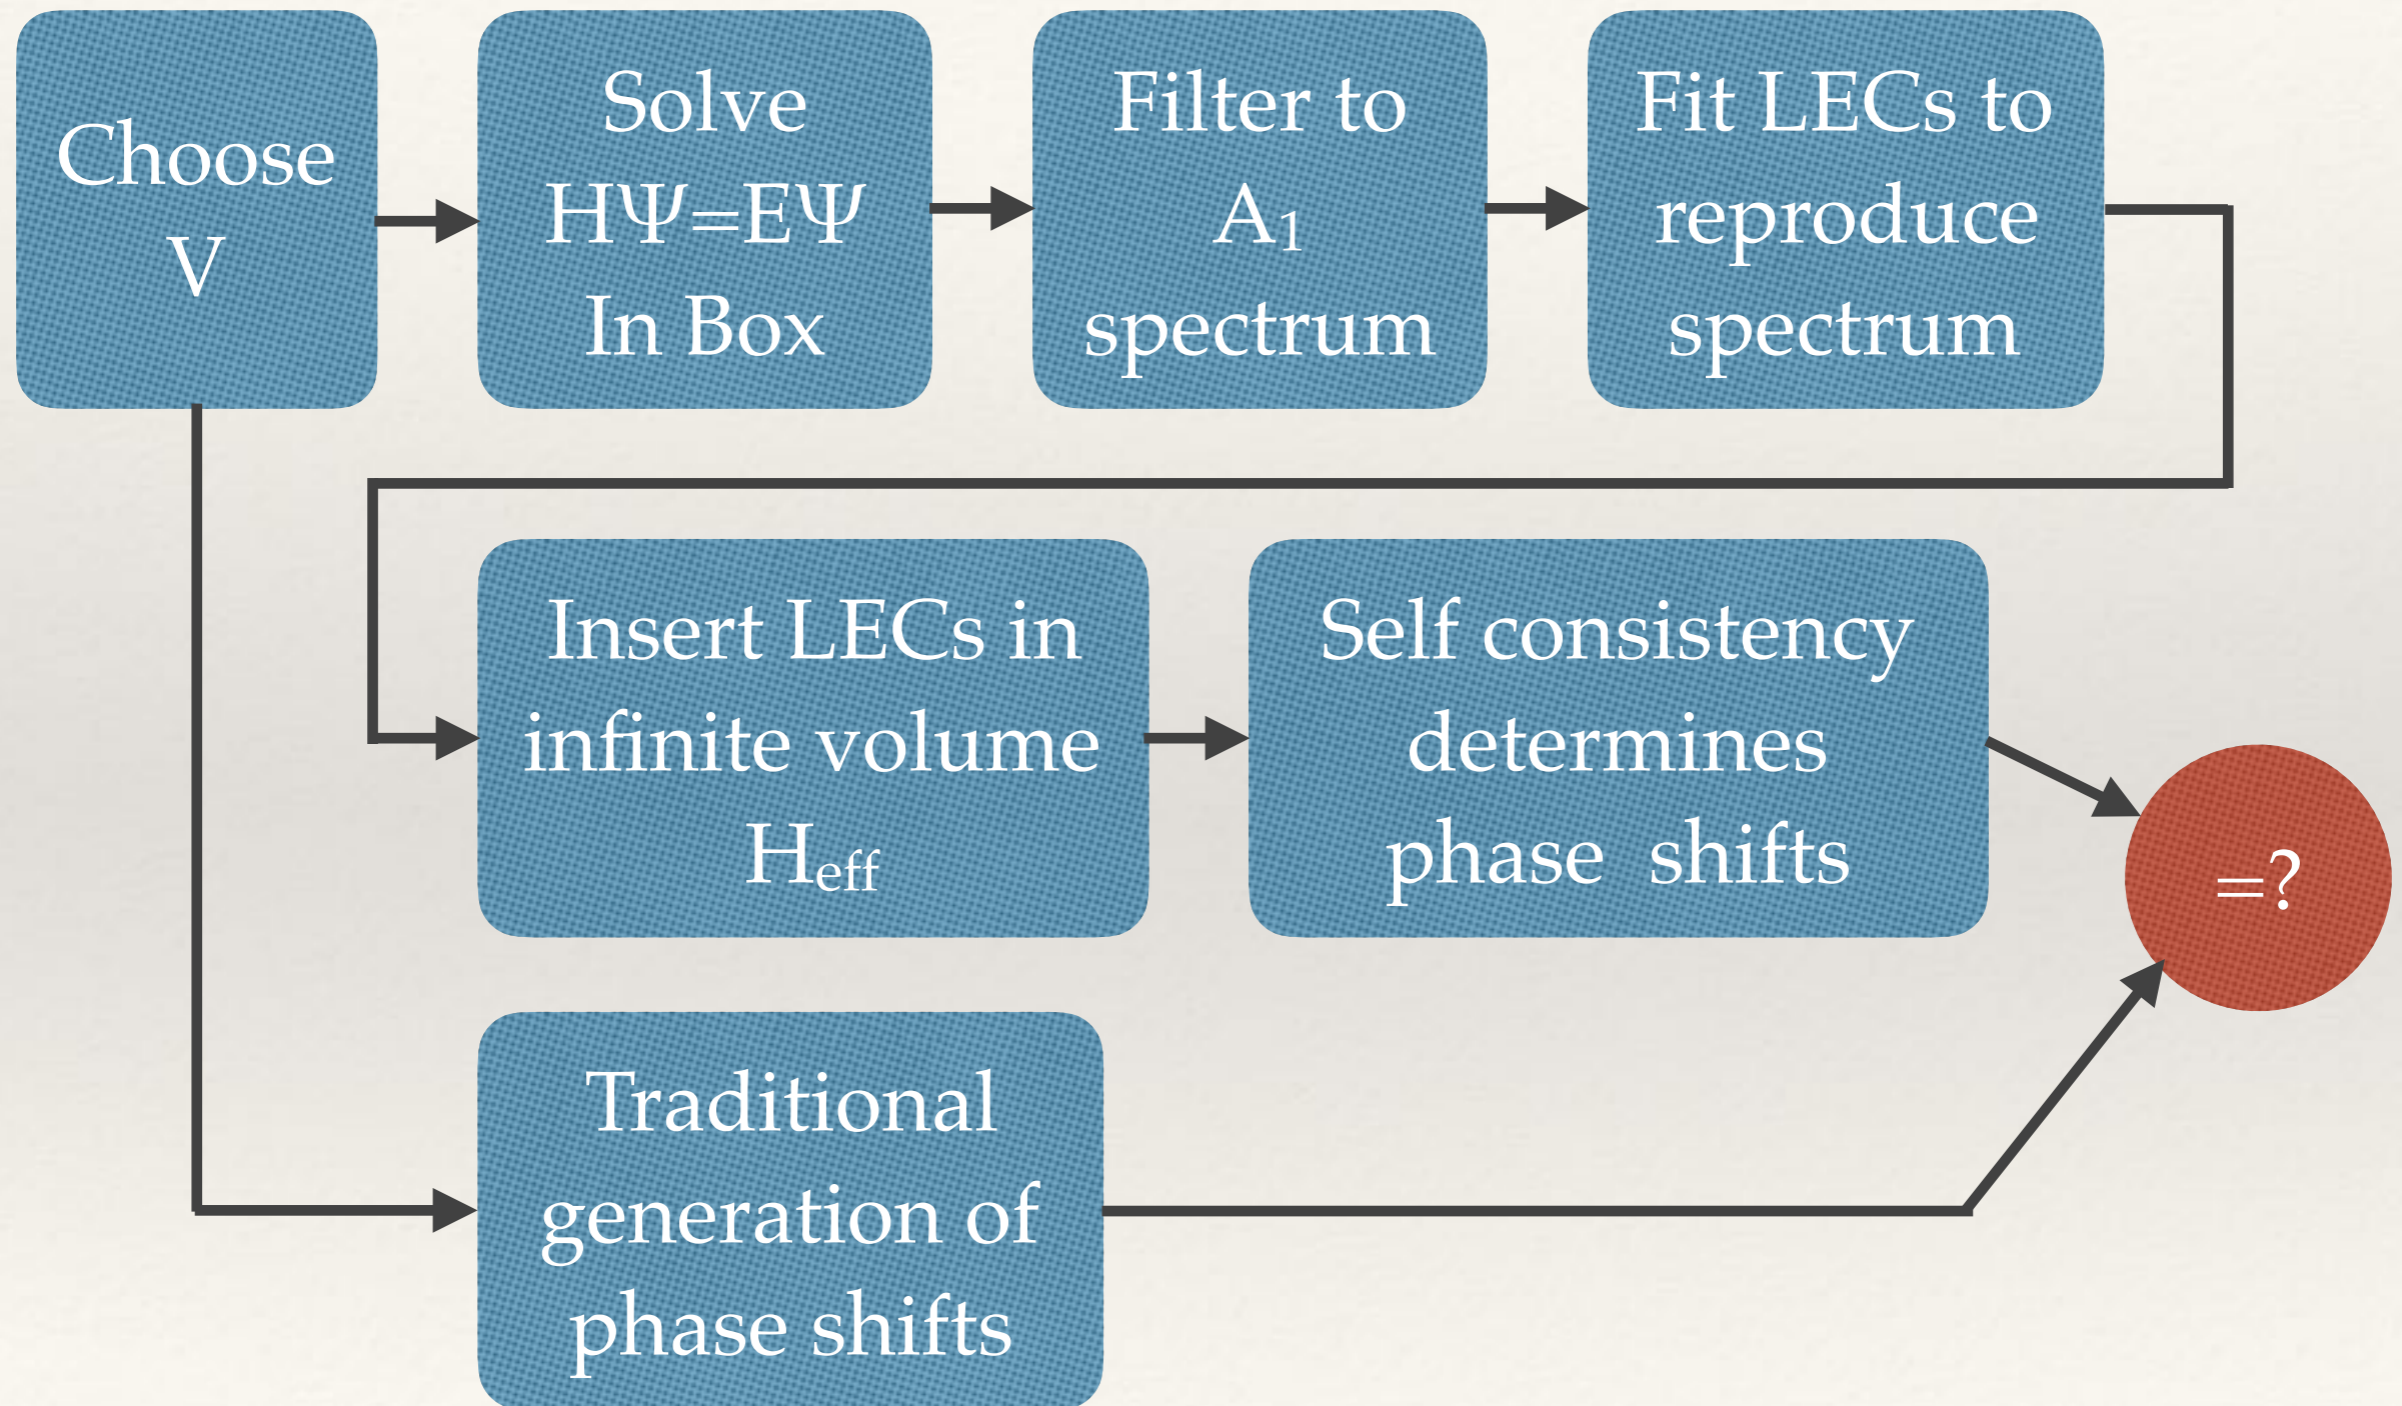 Choose
V
Solve
HΨ=EΨ
In Box
Filter to
A₁
spectrum
Fit LECs to
reproduce
spectrum
Insert LECs in
infinite volume
Heff
Self consistency
determines
phase  shifts
=?
Traditional
generation of
phase shifts